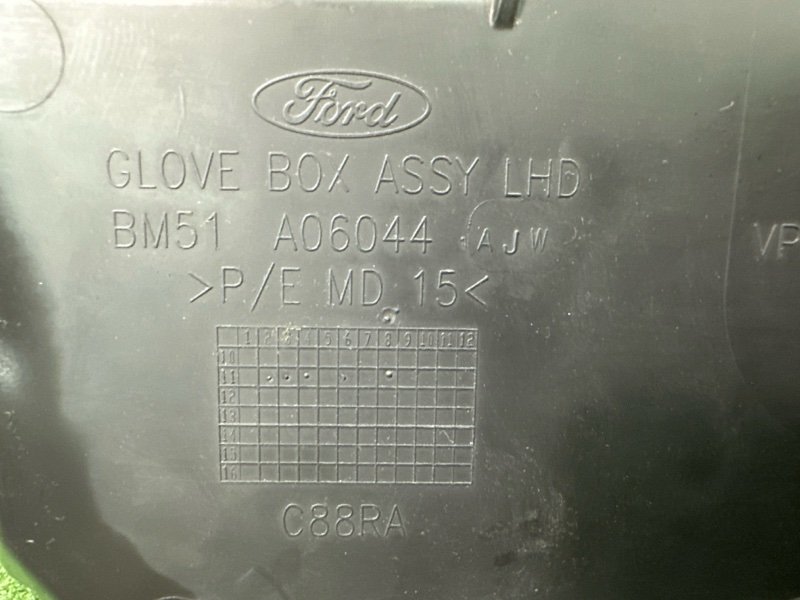 Ford
GLOVE BOX ASSY LHD
BM51 A06044 AJW
VP
>P/E MD 15<
1 2 3 4 5 6 7 8 9 10 11 12
10
11
12
13
14
15
16
C88RA